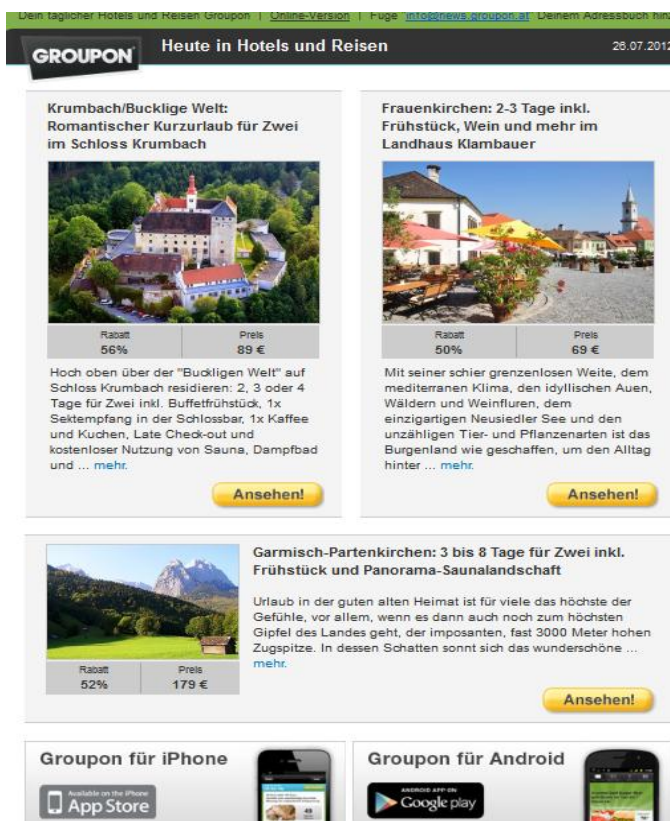 Dein täglicher Hotels und Reisen Groupon | Online-Version | Füge info@news.groupon.at Deinem Adressbuch hinz
GROUPON
Heute in Hotels und Reisen
26.07.2012
Krumbach/Bucklige Welt:
Romantischer Kurzurlaub für Zwei
im Schloss Krumbach
Rabatt
Preis
56%
89 €
Hoch oben über der "Buckligen Welt" auf
Schloss Krumbach residieren: 2, 3 oder 4
Tage für Zwei inkl. Buffetfrühstück, 1x
Sektempfang in der Schlossbar, 1x Kaffee
und Kuchen, Late Check-out und
kostenloser Nutzung von Sauna, Dampfbad
und ... mehr.
Ansehen!
Frauenkirchen: 2-3 Tage inkl.
Frühstück, Wein und mehr im
Landhaus Klambauer
Rabatt
Preis
50%
69 €
Mit seiner schier grenzenlosen Weite, dem
mediterranen Klima, den idyllischen Auen,
Wäldern und Weinfluren, dem
einzigartigen Neusiedler See und den
unzähligen Tier- und Pflanzenarten ist das
Burgenland wie geschaffen, um den Alltag
hinter ... mehr.
Ansehen!
Rabatt
Preis
52%
179 €
Garmisch-Partenkirchen: 3 bis 8 Tage für Zwei inkl.
Frühstück und Panorama-Saunalandschaft
Urlaub in der guten alten Heimat ist für viele das höchste der
Gefühle, vor allem, wenn es dann auch noch zum höchsten
Gipfel des Landes geht, der imposanten, fast 3000 Meter hohen
Zugspitze. In dessen Schatten sonnt sich das wunderschöne ...
mehr.
Ansehen!
Groupon für iPhone
Available on the iPhone
App Store
Groupon für Android
ANDROID APP ON
Google play